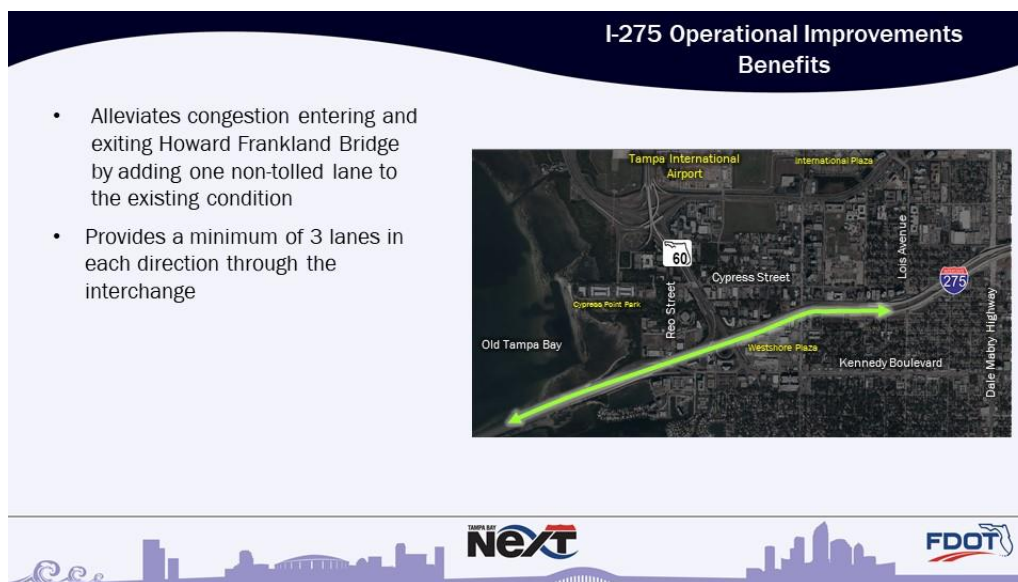 I-275 Operational Improvements
Benefits
• Alleviates congestion entering and
exiting Howard Frankland Bridge
by adding one non-tolled lane to
the existing condition
• Provides a minimum of 3 lanes in
each direction through the
interchange
Tampa International
Airport
International Plaza
60
Lois Avenue
Cypress Street
275
Cypress Point Park
Reo Street
Old Tampa Bay
Westshore Plaza
Kennedy Boulevard
Dale Mabry Highway
TAMPA BAY
NEXT
FDOT